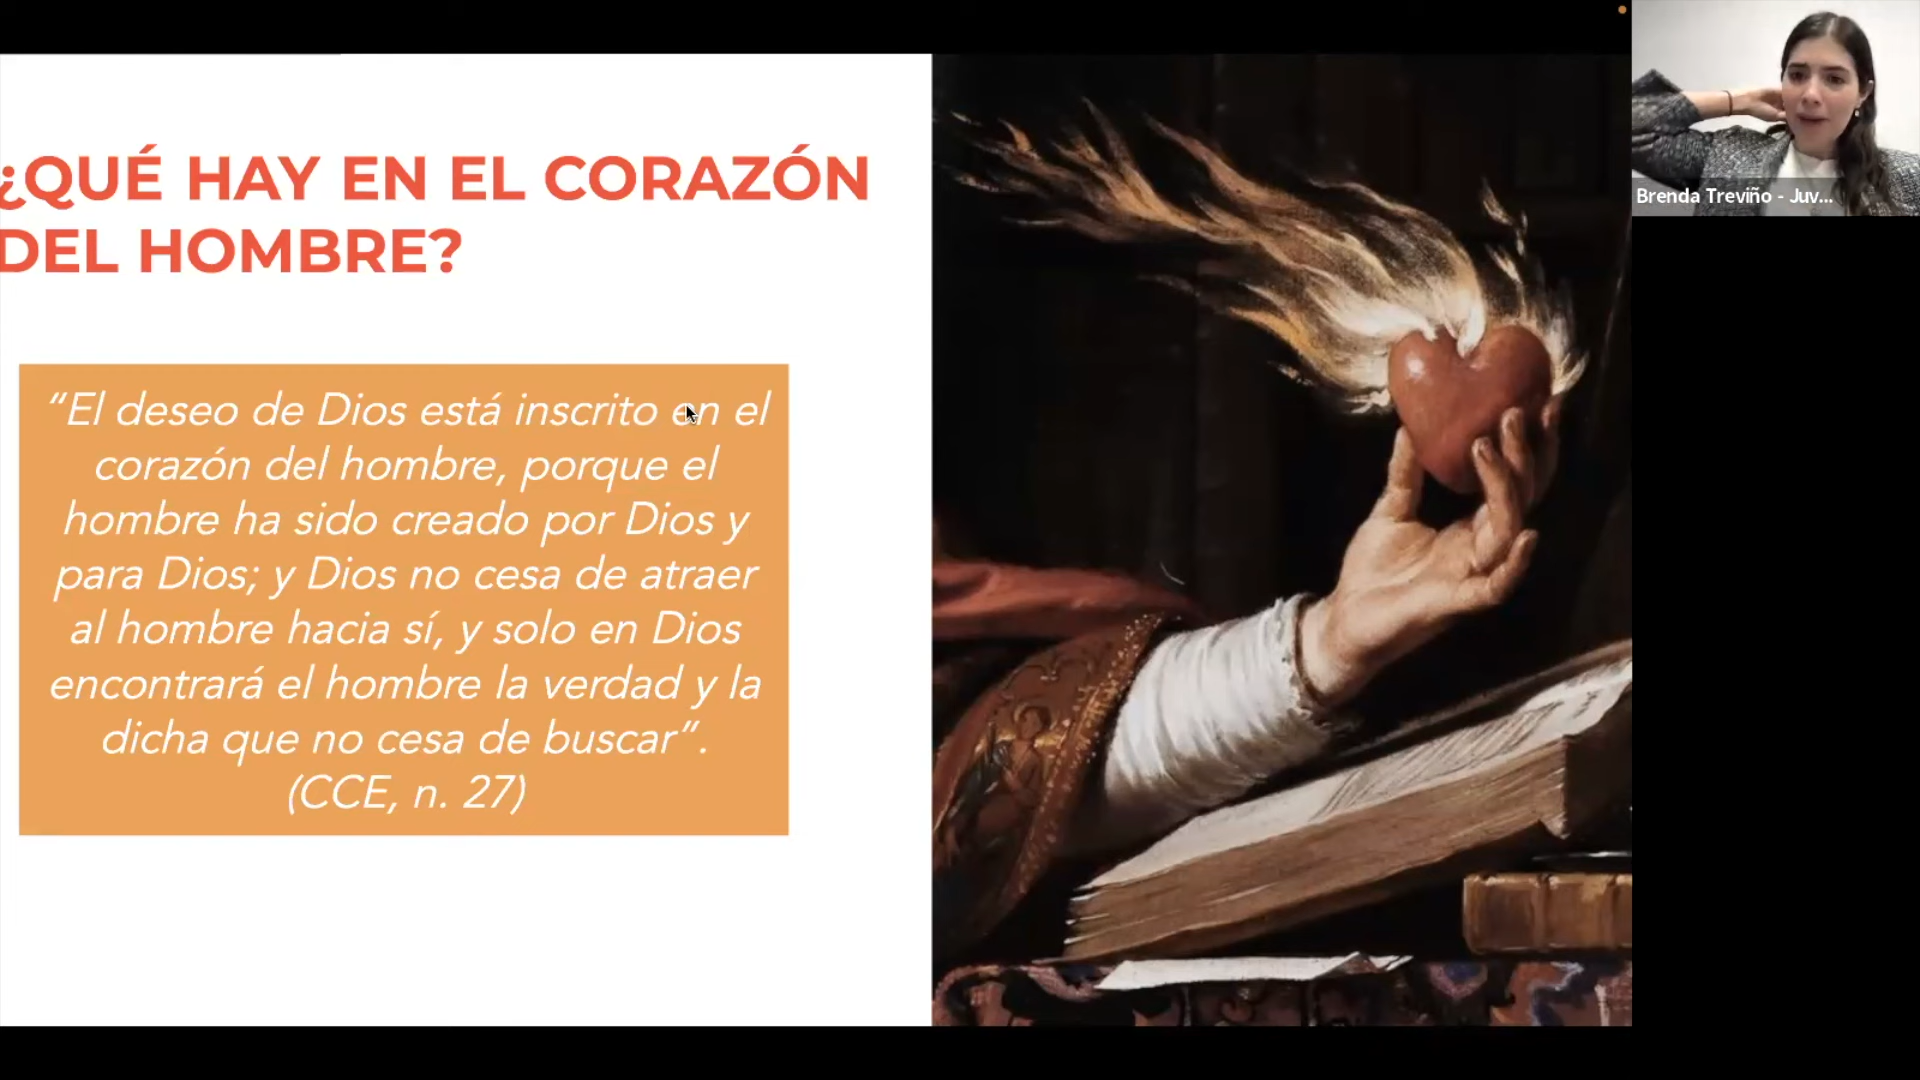 ¿QUÉ HAY EN EL CORAZÓN
DEL HOMBRE?
“El deseo de Dios está inscrito en el
corazón del hombre, porque el
hombre ha sido creado por Dios y
para Dios; y Dios no cesa de atraer
al hombre hacia sí, y solo en Dios
encontrará el hombre la verdad y la
dicha que no cesa de buscar”.
(CCE, n. 27)
Brenda Treviño - Juv...